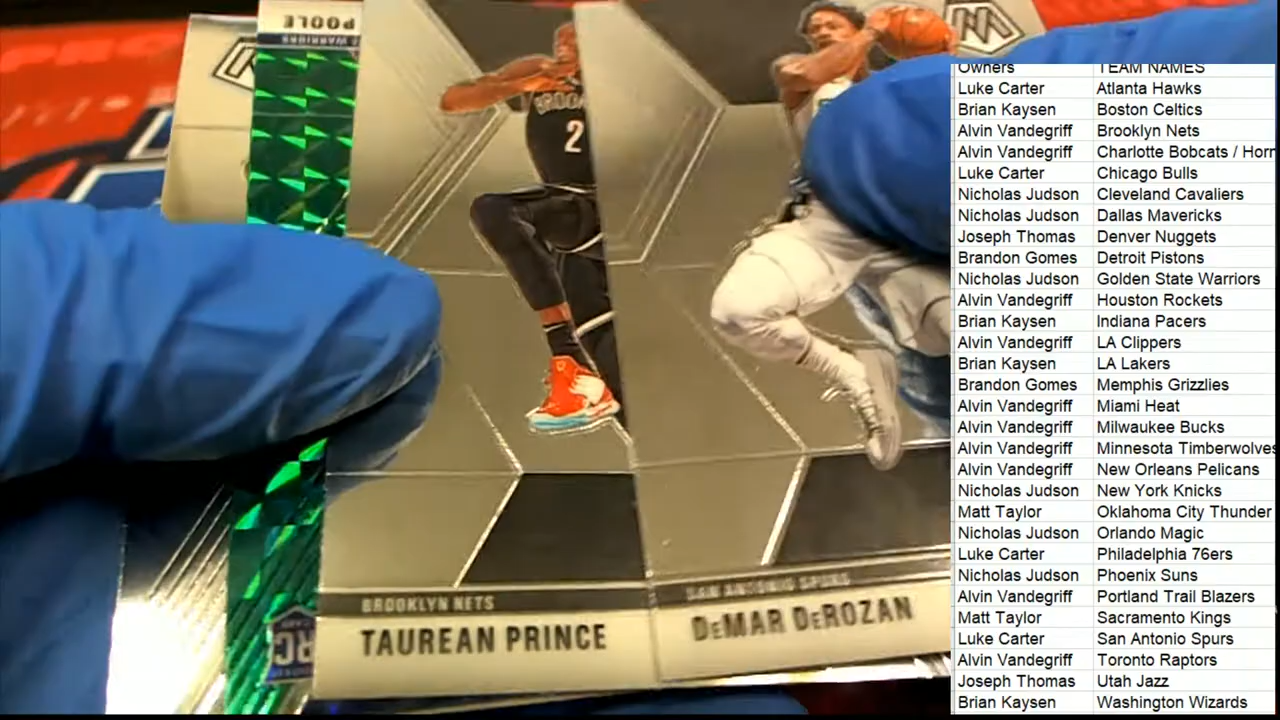 POOLE
WARRIORS
BROOK
2
BROOKLYN NETS
TAUREAN PRINCE
SAN ANTONIO SPURS
DeMAR DeROZAN
RC
Owners TEAM NAMES
Luke Carter Atlanta Hawks
Brian Kaysen Boston Celtics
Alvin Vandegriff Brooklyn Nets
Alvin Vandegriff Charlotte Bobcats / Horn
Luke Carter Chicago Bulls
Nicholas Judson Cleveland Cavaliers
Nicholas Judson Dallas Mavericks
Joseph Thomas Denver Nuggets
Brandon Gomes Detroit Pistons
Nicholas Judson Golden State Warriors
Alvin Vandegriff Houston Rockets
Brian Kaysen Indiana Pacers
Alvin Vandegriff LA Clippers
Brian Kaysen LA Lakers
Brandon Gomes Memphis Grizzlies
Alvin Vandegriff Miami Heat
Alvin Vandegriff Milwaukee Bucks
Alvin Vandegriff Minnesota Timberwolves
Alvin Vandegriff New Orleans Pelicans
Nicholas Judson New York Knicks
Matt Taylor Oklahoma City Thunder
Nicholas Judson Orlando Magic
Luke Carter Philadelphia 76ers
Nicholas Judson Phoenix Suns
Alvin Vandegriff Portland Trail Blazers
Matt Taylor Sacramento Kings
Luke Carter San Antonio Spurs
Alvin Vandegriff Toronto Raptors
Joseph Thomas Utah Jazz
Brian Kaysen Washington Wizards